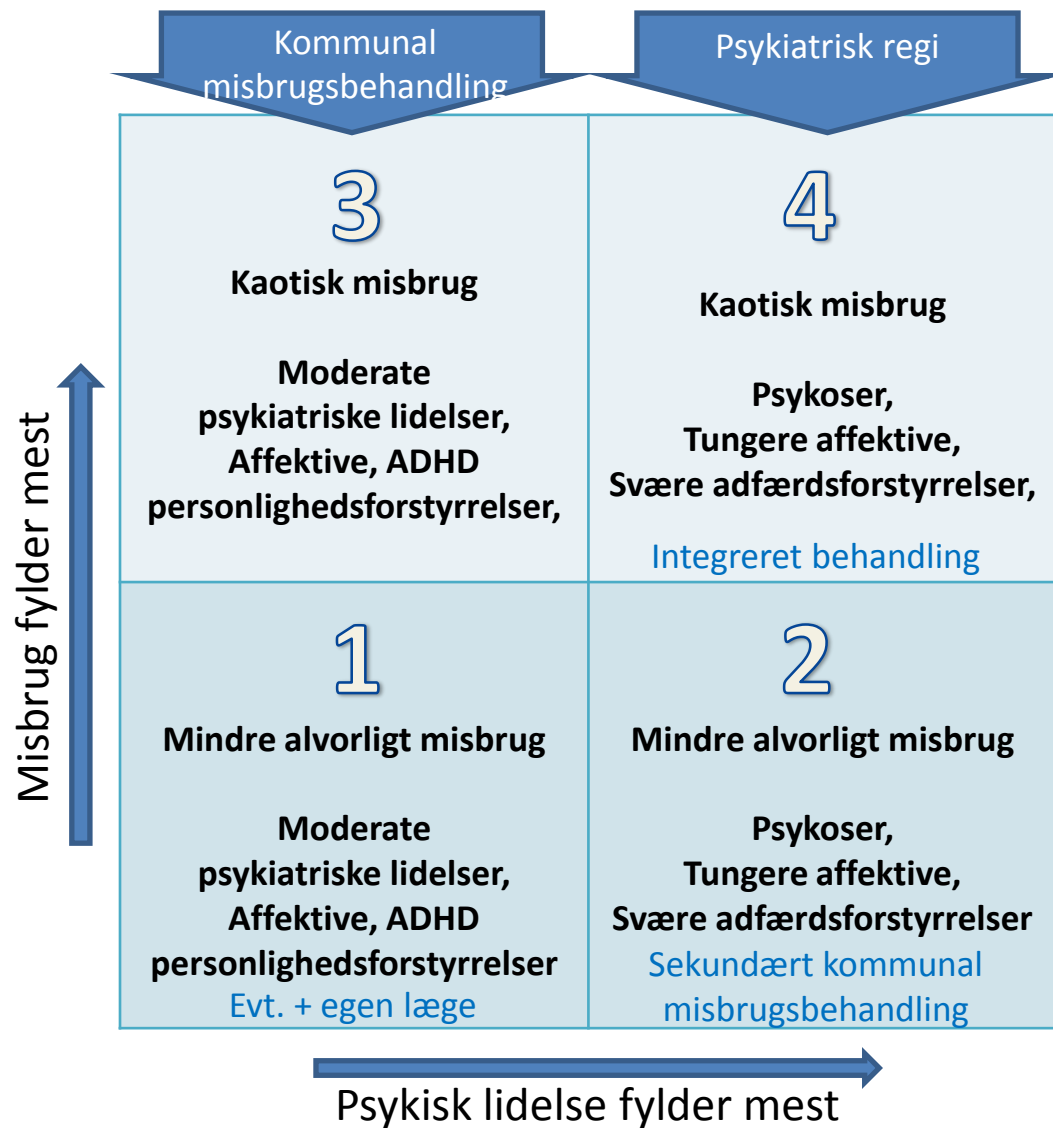 Kommunal
misbrugsbehandling
Psykiatrisk regi
3
Kaotisk misbrug
Moderate
psykiatriske lidelser,
Affektive, ADHD
personlighedsforstyrrelser,
4
Kaotisk misbrug
Psykoser,
Tungere affektive,
Svære adfærdsforstyrrelser,
Integreret behandling
Misbrug fylder mest
1
Mindre alvorligt misbrug
Moderate
psykiatriske lidelser,
Affektive, ADHD
personlighedsforstyrrelser
Evt. + egen læge
2
Mindre alvorligt misbrug
Psykoser,
Tungere affektive,
Svære adfærdsforstyrrelser
Sekundært kommunal
misbrugsbehandling
Psykisk lidelse fylder mest